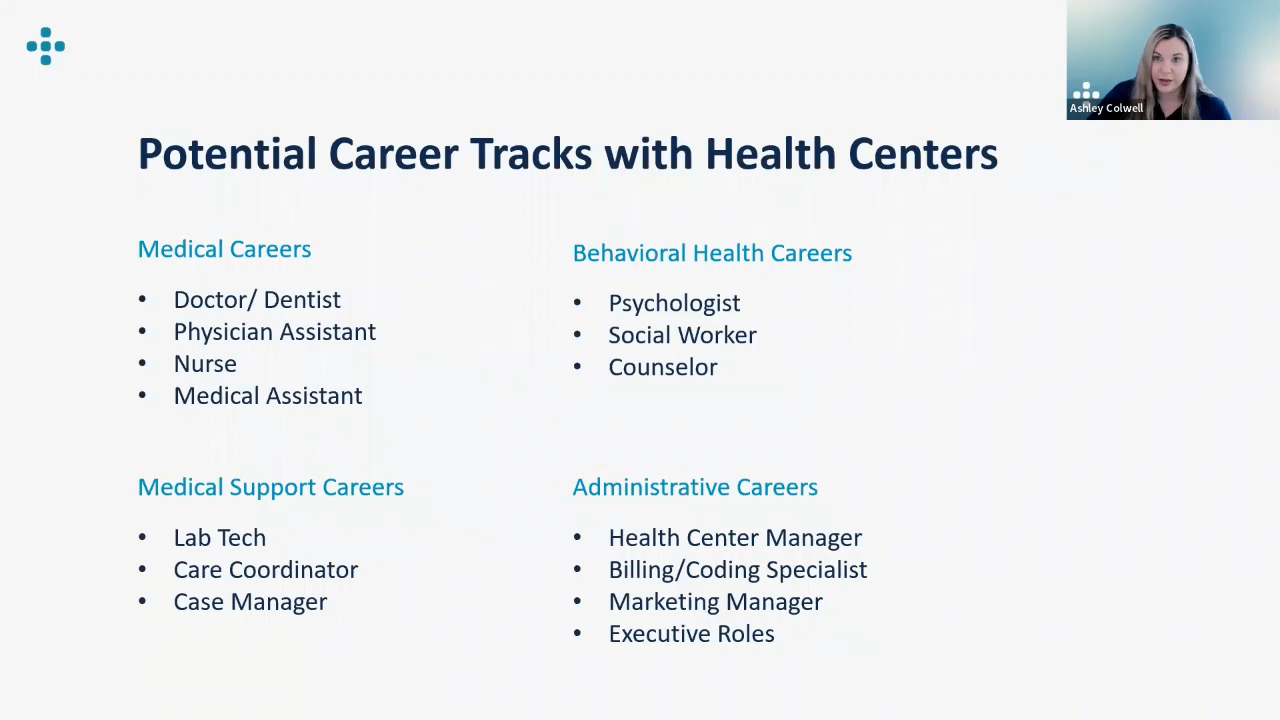 Ashley Colwell
Potential Career Tracks with Health Centers
Medical Careers
• Doctor/ Dentist
• Physician Assistant
• Nurse
• Medical Assistant
Behavioral Health Careers
• Psychologist
• Social Worker
• Counselor
Medical Support Careers
• Lab Tech
• Care Coordinator
• Case Manager
Administrative Careers
• Health Center Manager
• Billing/Coding Specialist
• Marketing Manager
• Executive Roles